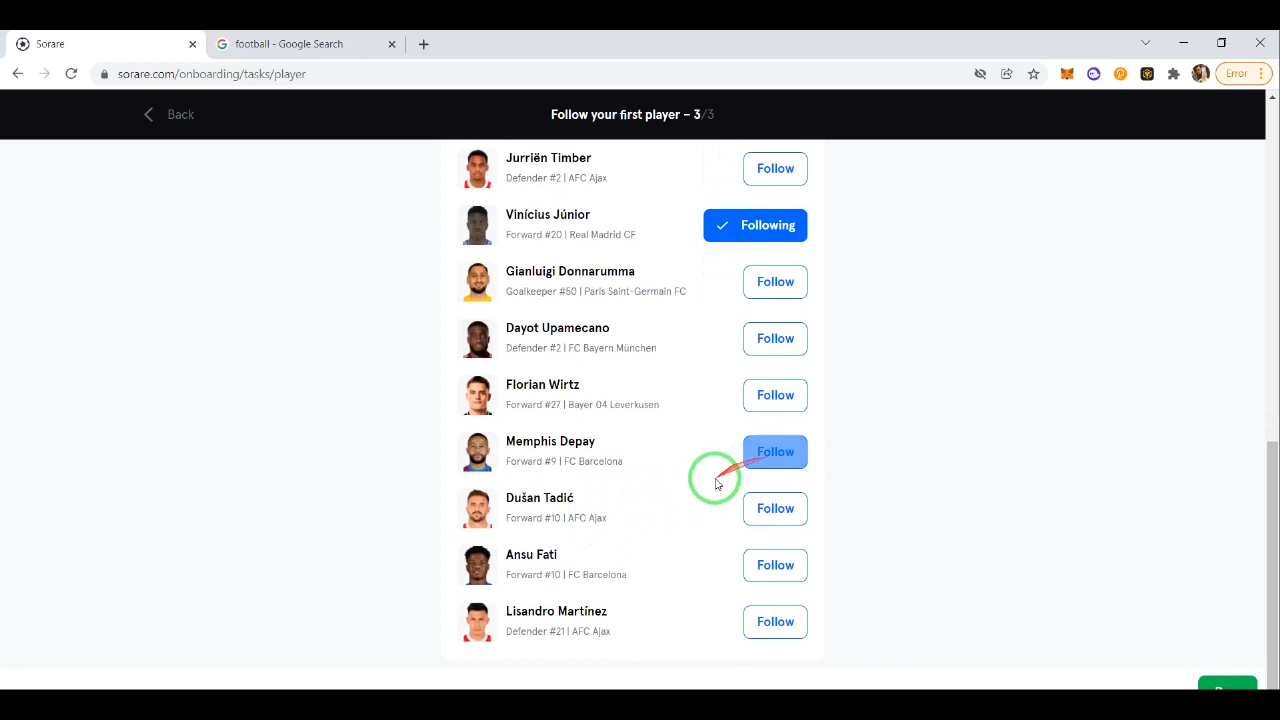 Sorare
football - Google Search
sorare.com/onboarding/tasks/player
Error
Back
Follow your first player – 3/3
Jurriën Timber
Defender #2 | AFC Ajax
Follow
Vinícius Júnior
Forward #20 | Real Madrid CF
Following
Gianluigi Donnarumma
Goalkeeper #50 | Paris Saint-Germain FC
Follow
Dayot Upamecano
Defender #2 | FC Bayern München
Follow
Florian Wirtz
Forward #27 | Bayer 04 Leverkusen
Follow
Memphis Depay
Forward #9 | FC Barcelona
Follow
Dušan Tadić
Forward #10 | AFC Ajax
Follow
Ansu Fati
Forward #10 | FC Barcelona
Follow
Lisandro Martínez
Defender #21 | AFC Ajax
Follow